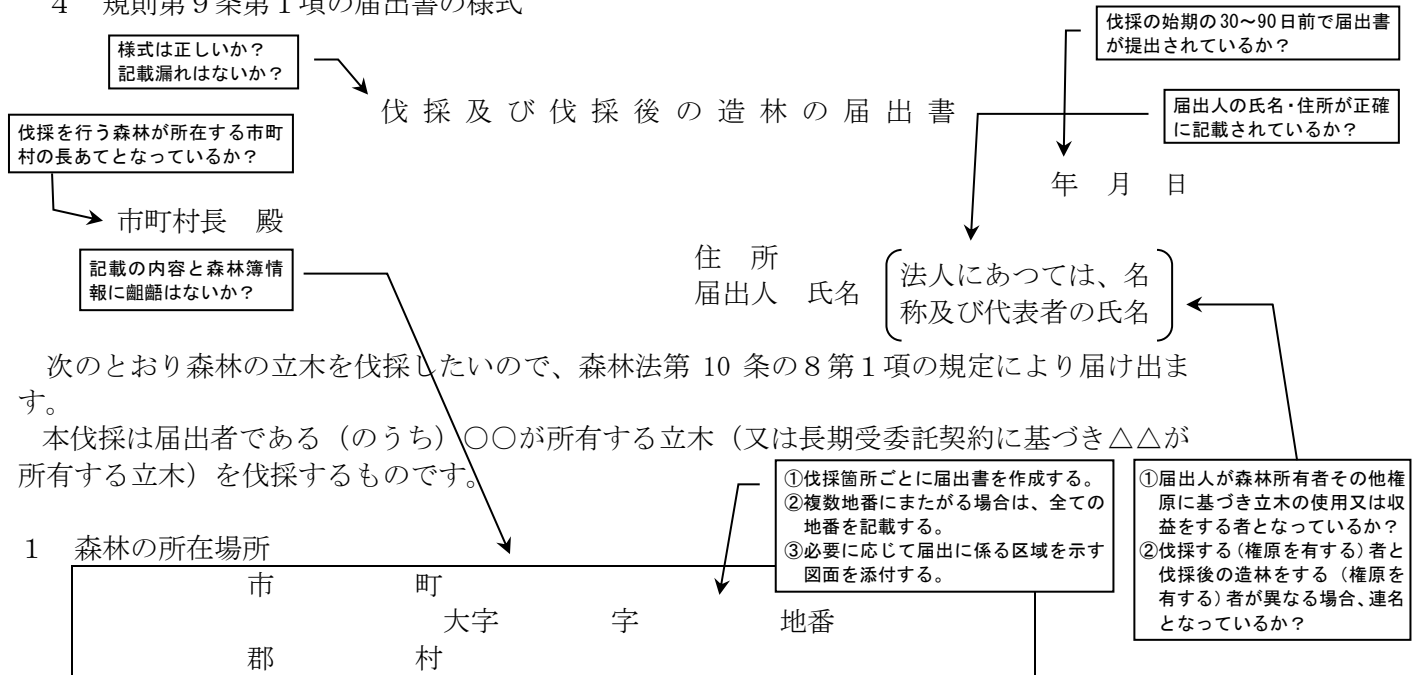 4 規則第9条第1項の届出書の様式
伐採の始期の30～90日前で届出書
が提出されているか？
様式は正しいか？
記載漏れはないか？
伐採及び伐採後の造林の届出書
届出人の氏名・住所が正確
に記載されているか？
伐採を行う森林が所在する市町
村の長あてとなっているか？
年 月 日
市町村長 殿
記載の内容と森林簿情
報に齟齬はないか？
住 所
届出人 氏名
法人にあつては、名
称及び代表者の氏名
次のとおり森林の立木を伐採したいので、森林法第 10 条の８第１項の規定により届け出ま
す。
本伐採は届出者である（のうち）○○が所有する立木（又は長期受委託契約に基づき△△が
所有する立木）を伐採するものです。
①伐採箇所ごとに届出書を作成する。
②複数地番にまたがる場合は、全ての
地番を記載する。
③必要に応じて届出に係る区域を示す
図面を添付する。
①届出人が森林所有者その他権
原に基づき立木の使用又は収
益をする者となっているか？
②伐採する（権原を有する）者と
伐採後の造林をする（権原を
有する）者が異なる場合、連名
となっているか？
1 森林の所在場所
市 町
大字 字 地番
郡 村